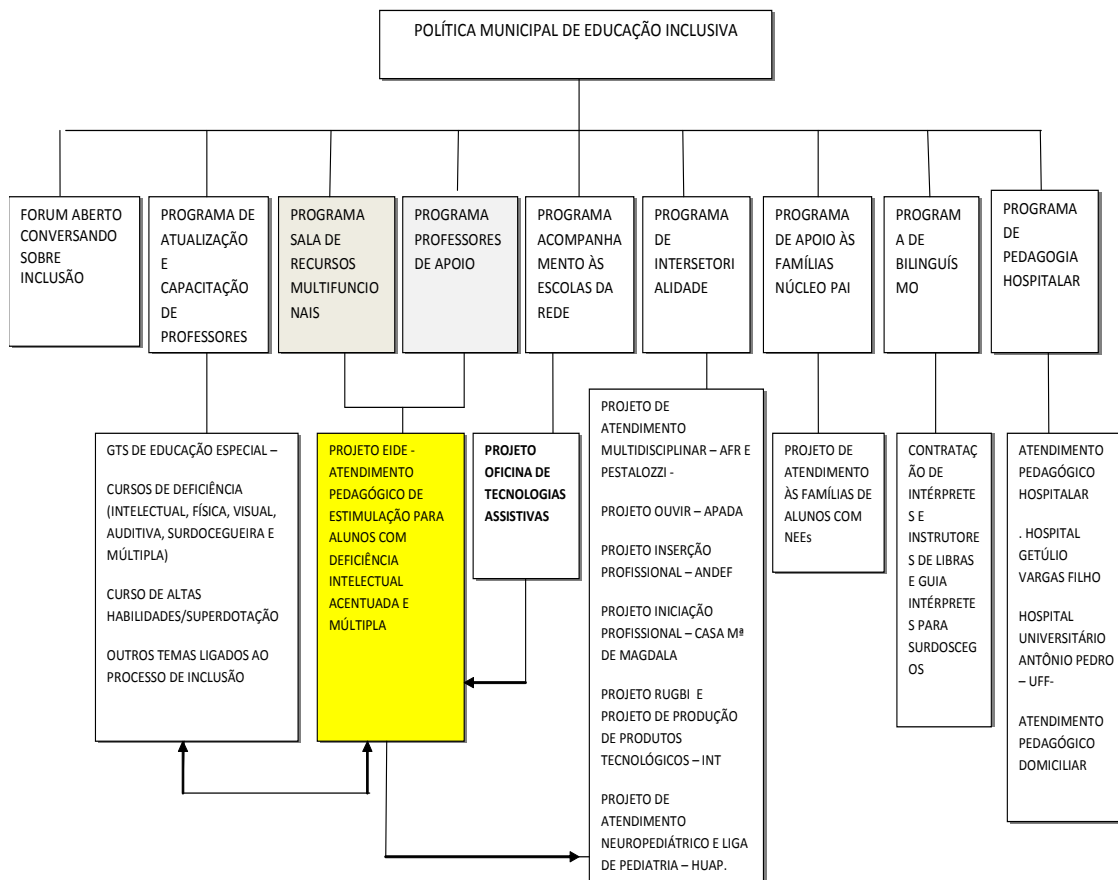 POLÍTICA MUNICIPAL DE EDUCAÇÃO INCLUSIVA
FORUM ABERTO
CONVERSANDO
SOBRE
INCLUSÃO
PROGRAMA DE
ATUALIZAÇÃO
E
CAPACITAÇÃO
DE
PROFESSORES
PROGRAMA
SALA DE
RECURSOS
MULTIFUNCIO
NAIS
PROGRAMA
PROFESSORES
DE APOIO
PROGRAMA
ACOMPANHA
MENTO ÀS
ESCOLAS DA
REDE
PROGRAMA
DE
INTERSETORI
ALIDADE
PROGRAMA
DE APOIO ÀS
FAMÍLIAS
NÚCLEO PAI
PROGRAM
A DE
BILINGUÍS
MO
PROGRAMA
DE
PEDAGOGIA
HOSPITALAR
GTS DE EDUCAÇÃO ESPECIAL –
CURSOS DE DEFICIÊNCIA
(INTELECTUAL, FÍSICA, VISUAL,
AUDITIVA, SURDOCEGUEIRA E
MÚLTIPLA)
CURSO DE ALTAS
HABILIDADES/SUPERDOTAÇÃO
OUTROS TEMAS LIGADOS AO
PROCESSO DE INCLUSÃO
PROJETO EIDE -
ATENDIMENTO
PEDAGÓGICO DE
ESTIMULAÇÃO PARA
ALUNOS COM
DEFICIÊNCIA
INTELECTUAL
ACENTUADA E
MÚLTIPLA
PROJETO
OFICINA DE
TECNOLOGIAS
ASSISTIVAS
PROJETO DE
ATENDIMENTO
MULTIDISCIPLINAR – AFR E
PESTALOZZI -
PROJETO OUVIR – APADA
PROJETO INSERÇÃO
PROFISSIONAL – ANDEF
PROJETO INICIAÇÃO
PROFISSIONAL – CASA Mª
DE MAGDALA
PROJETO RUGBI E
PROJETO DE PRODUÇÃO
DE PRODUTOS
TECNOLÓGICOS – INT
PROJETO DE
ATENDIMENTO
NEUROPEDIÁTRICO E LIGA
DE PEDIATRIA – HUAP.
PROJETO DE
ATENDIMENTO
ÀS FAMÍLIAS DE
ALUNOS COM
NEEs
CONTRATAÇ
ÃO DE
INTÉRPRETE
S E
INSTRUTORE
S DE LIBRAS
E GUIA
INTÉRPRETE
S PARA
SURDOSCEG
OS
ATENDIMENTO
PEDAGÓGICO
HOSPITALAR
. HOSPITAL
GETÚLIO
VARGAS FILHO
HOSPITAL
UNIVERSITÁRIO
ANTÔNIO PEDRO
– UFF-
ATENDIMENTO
PEDAGÓGICO
DOMICILIAR